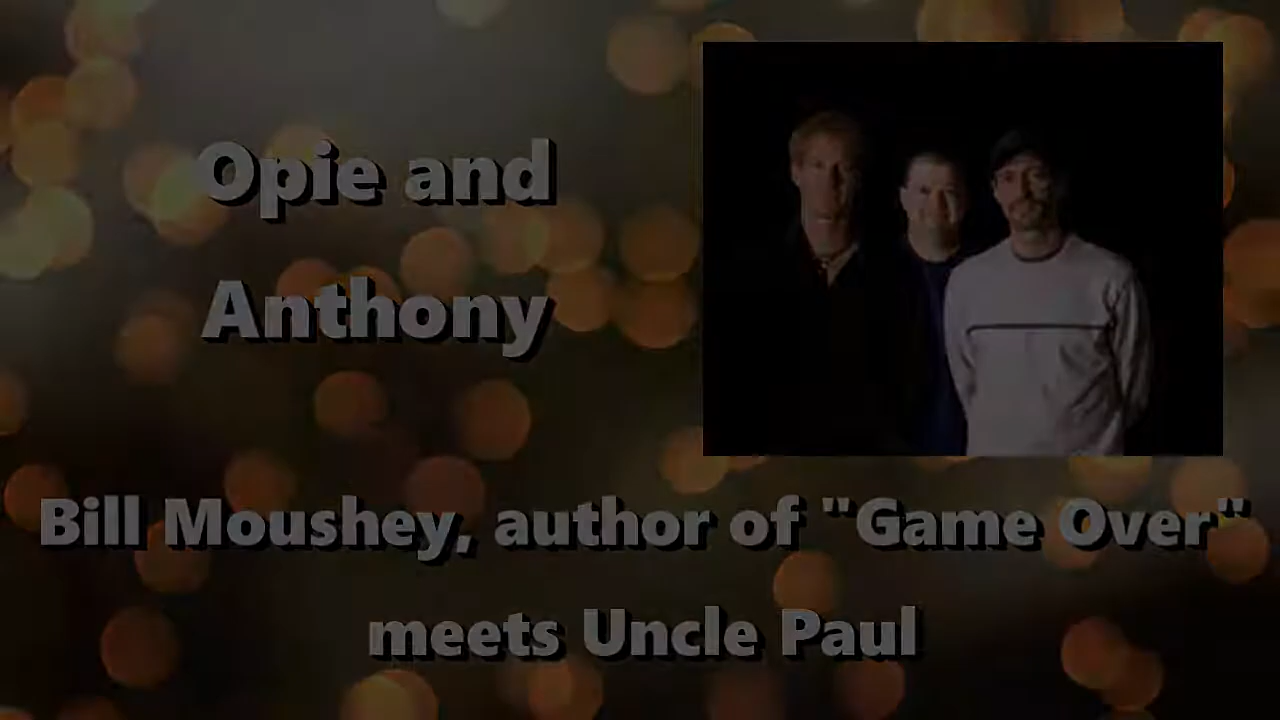 Opie and
Anthony
Bill Moushey, author of "Game Over"
meets Uncle Paul